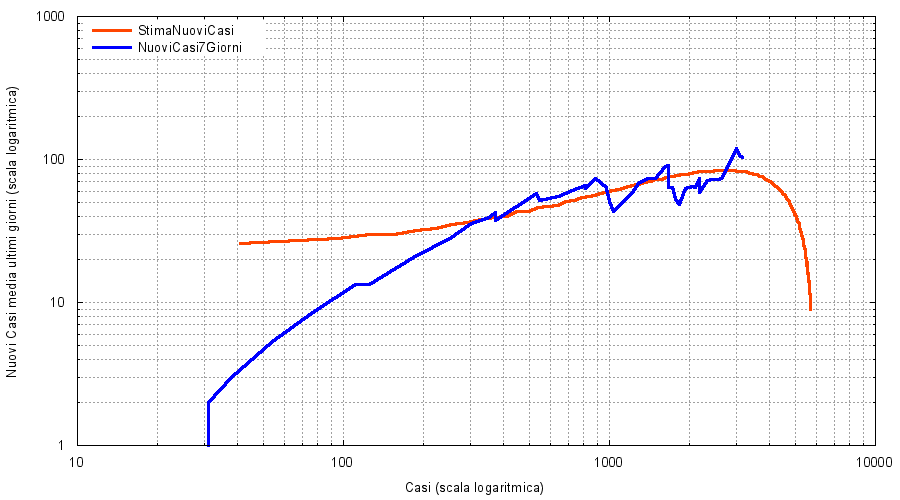 1000
StimaNuoviCasi
NuoviCasi7Giorni
100
10
1
10 100 1000 10000
Nuovi Casi media ultimi giorni (scala logaritmica)
Casi (scala logaritmica)